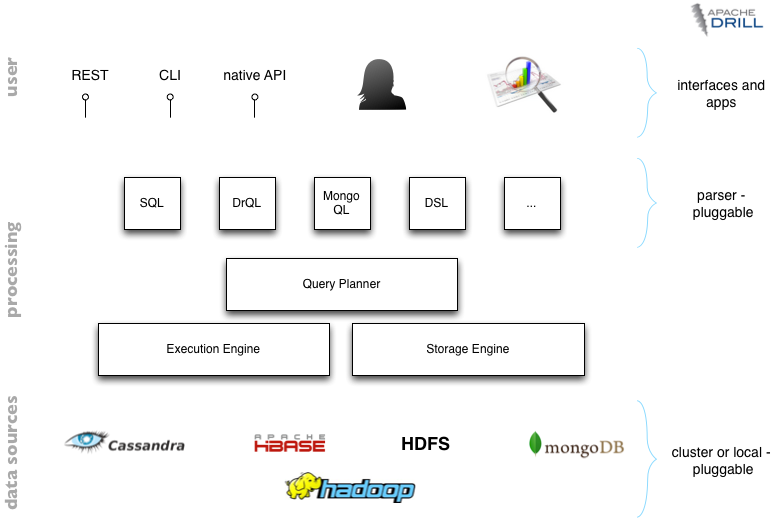 APACHE
DRILL
user
REST
CLI
native API
interfaces and
apps
processing
SQL
DrQL
Mongo
QL
DSL
...
parser -
pluggable
Query Planner
Execution Engine
Storage Engine
data sources
Cassandra
APACHE
HBASE
HDFS
mongoDB
hadoop
cluster or local -
pluggable